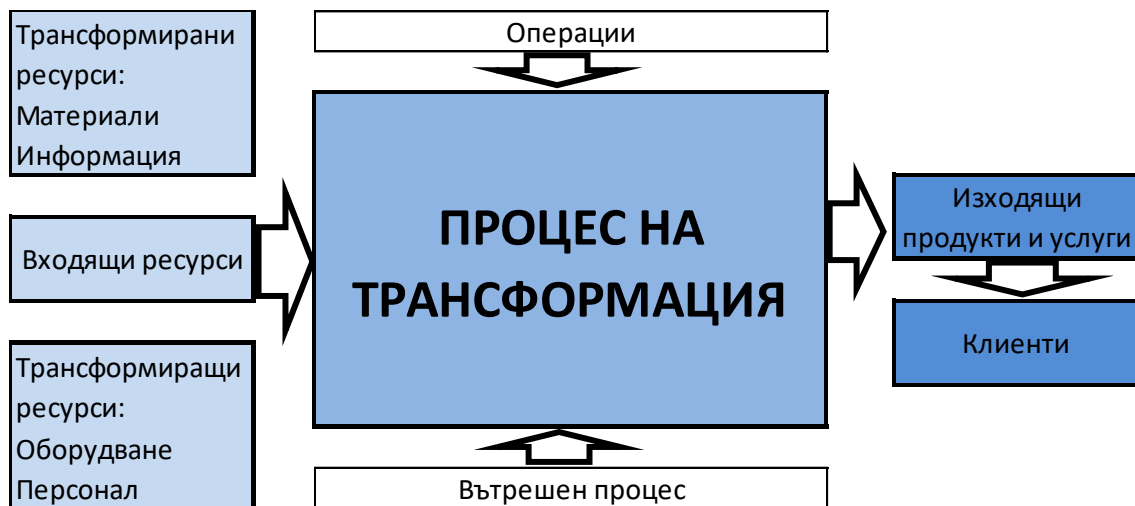 Трансформирани
ресурси:
Материали
Информация
Входящи ресурси
Трансформиращи
ресурси:
Оборудване
Персонал
Операции
ПРОЦЕС НА
ТРАНСФОРМАЦИЯ
Вътрешен процес
Изходящи
продукти и услуги
Клиенти